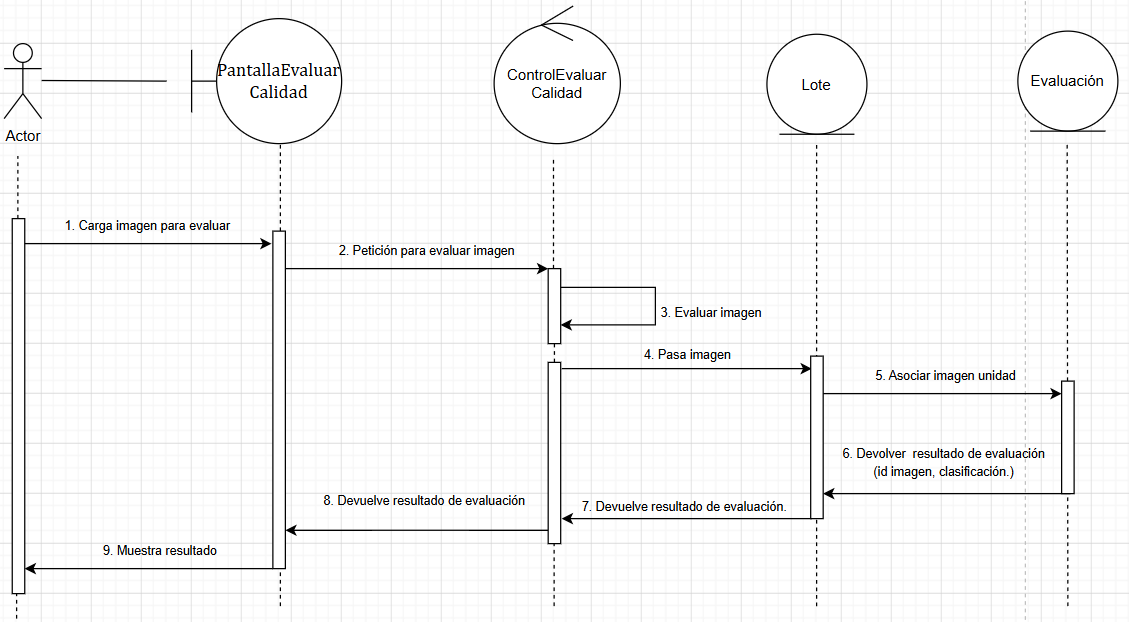 PantallaEvaluar
Calidad
ControlEvaluar
Calidad
Lote
Evaluación
Actor
1. Carga imagen para evaluar
2. Petición para evaluar imagen
3. Evaluar imagen
4. Pasa imagen
5. Asociar imagen unidad
6. Devolver resultado de evaluación
(id imagen, clasificación.)
7. Devuelve resultado de evaluación.
8. Devuelve resultado de evaluación
9. Muestra resultado